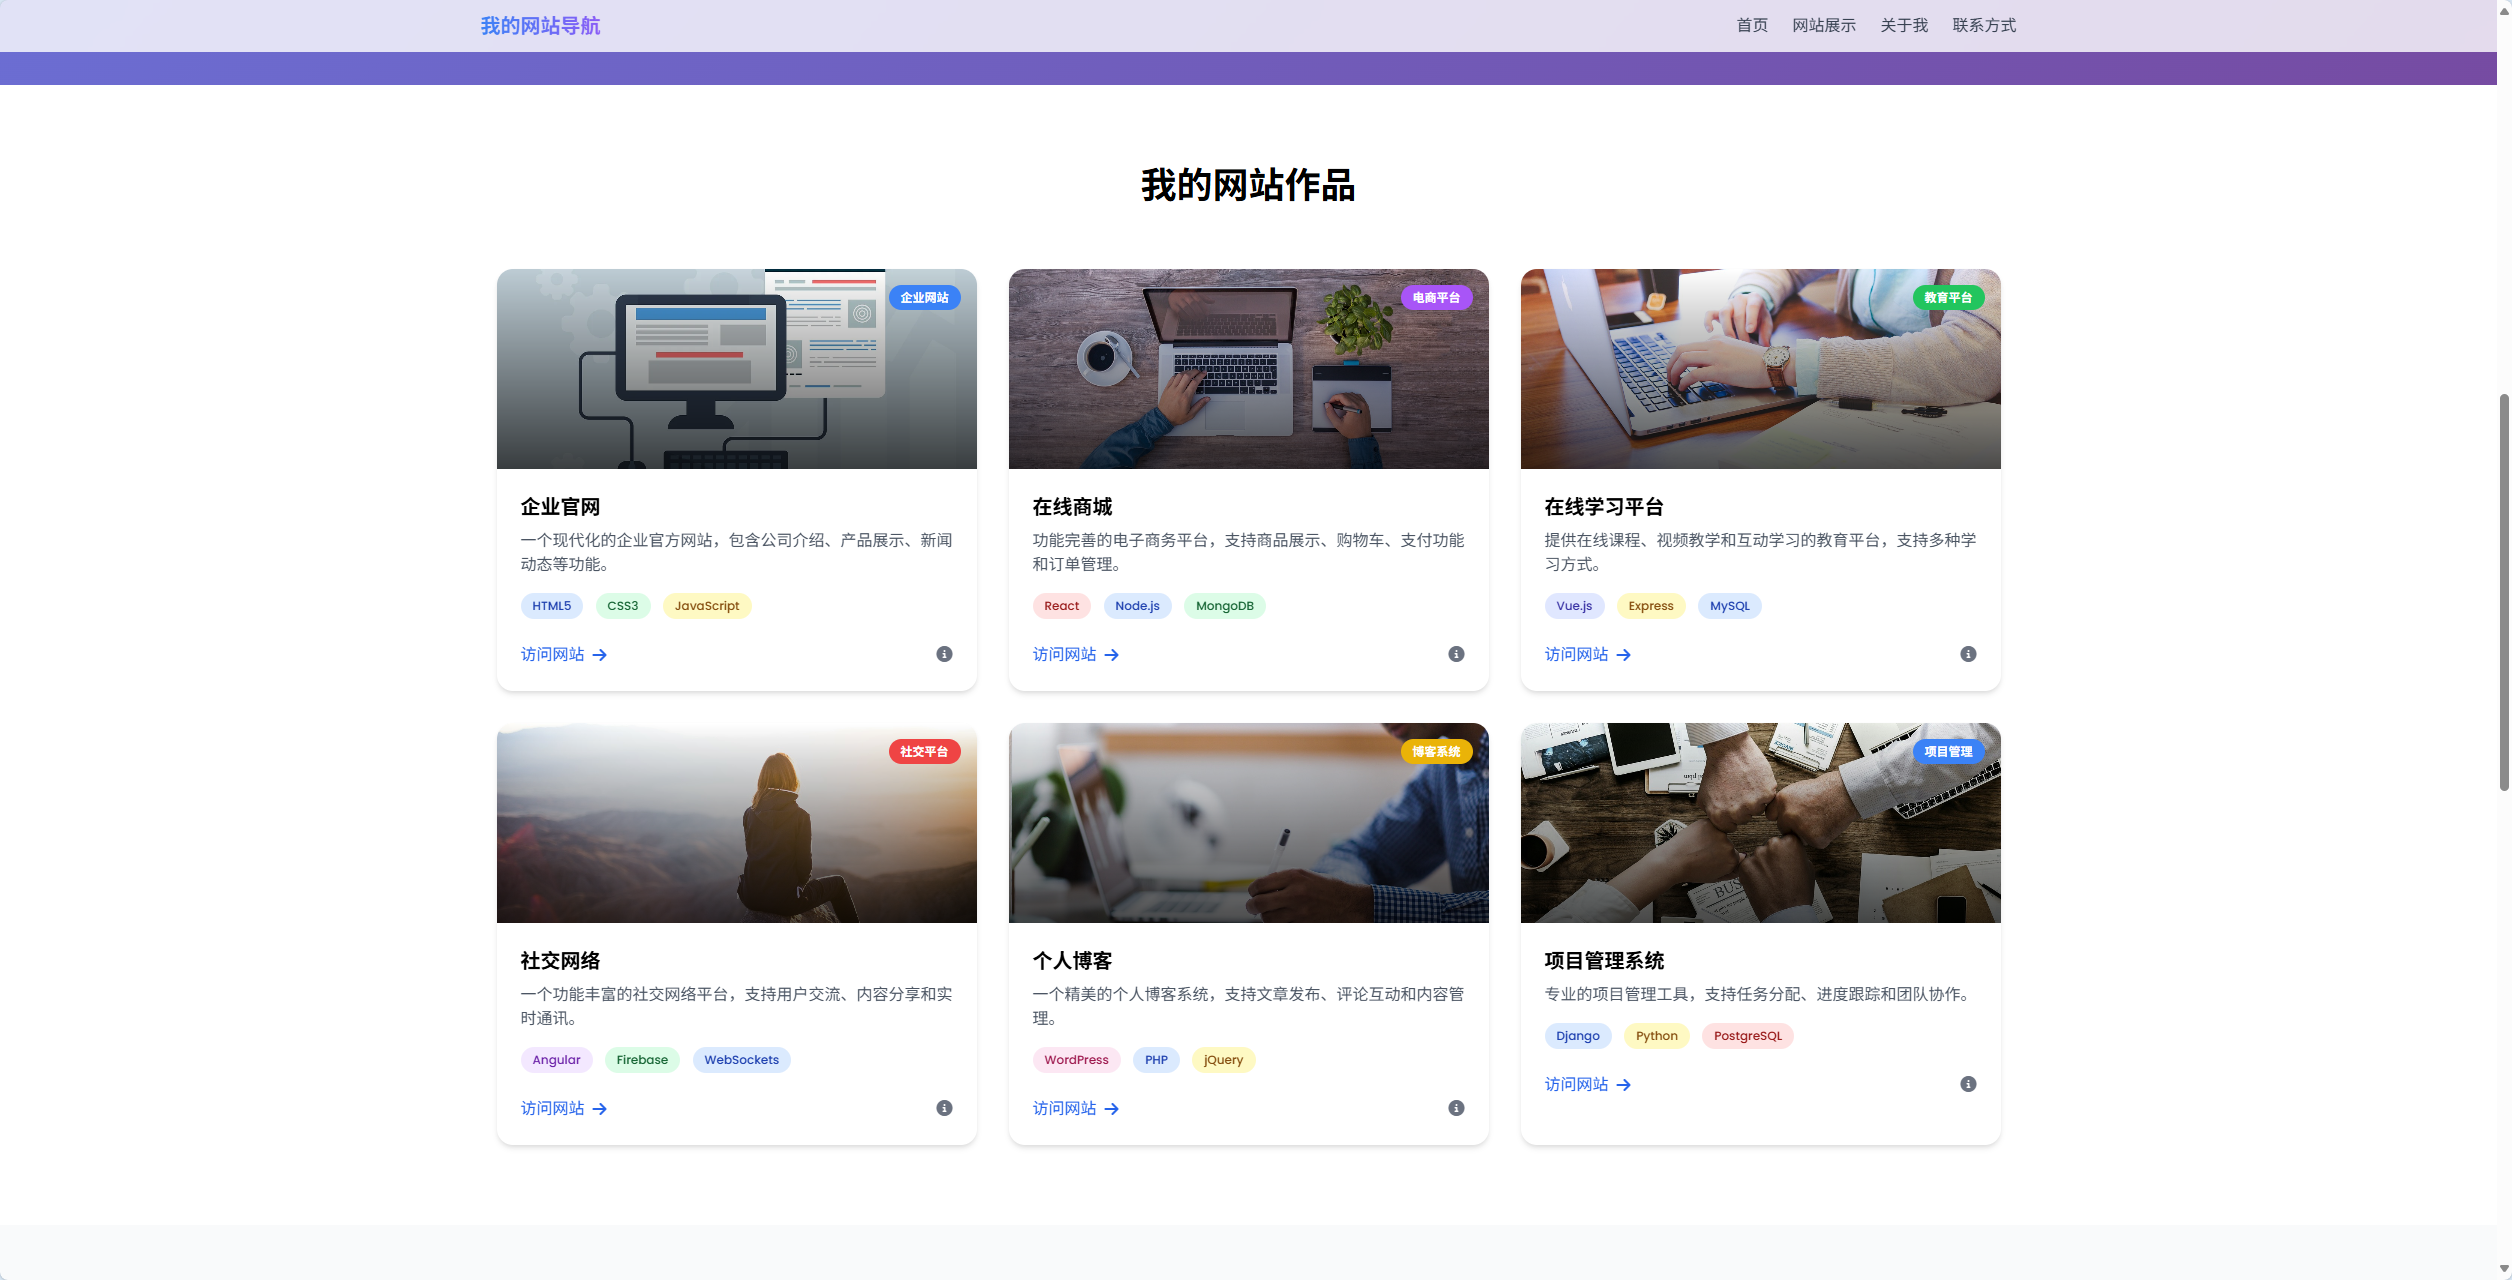 我的网站导航
首页 网站展示 关于我 联系方式
我的网站作品
企业网站
企业官网
一个现代化的企业官方网站，包含公司介绍、产品展示、新闻
动态等功能。
HTML5 CSS3 JavaScript
访问网站
电商平台
在线商城
功能完善的电子商务平台，支持商品展示、购物车、支付功能
和订单管理。
React Node.js MongoDB
访问网站
教育平台
在线学习平台
提供在线课程、视频教学和互动学习的教育平台，支持多种学
习方式。
Vue.js Express MySQL
访问网站
社交平台
社交网络
一个功能丰富的社交网络平台，支持用户交流、内容分享和实
时通讯。
Angular Firebase WebSockets
访问网站
博客系统
个人博客
一个精美的个人博客系统，支持文章发布、评论互动和内容管
理。
WordPress PHP jQuery
访问网站
项目管理
项目管理系统
专业的项目管理工具，支持任务分配、进度跟踪和团队协作。
Django Python PostgreSQL
访问网站